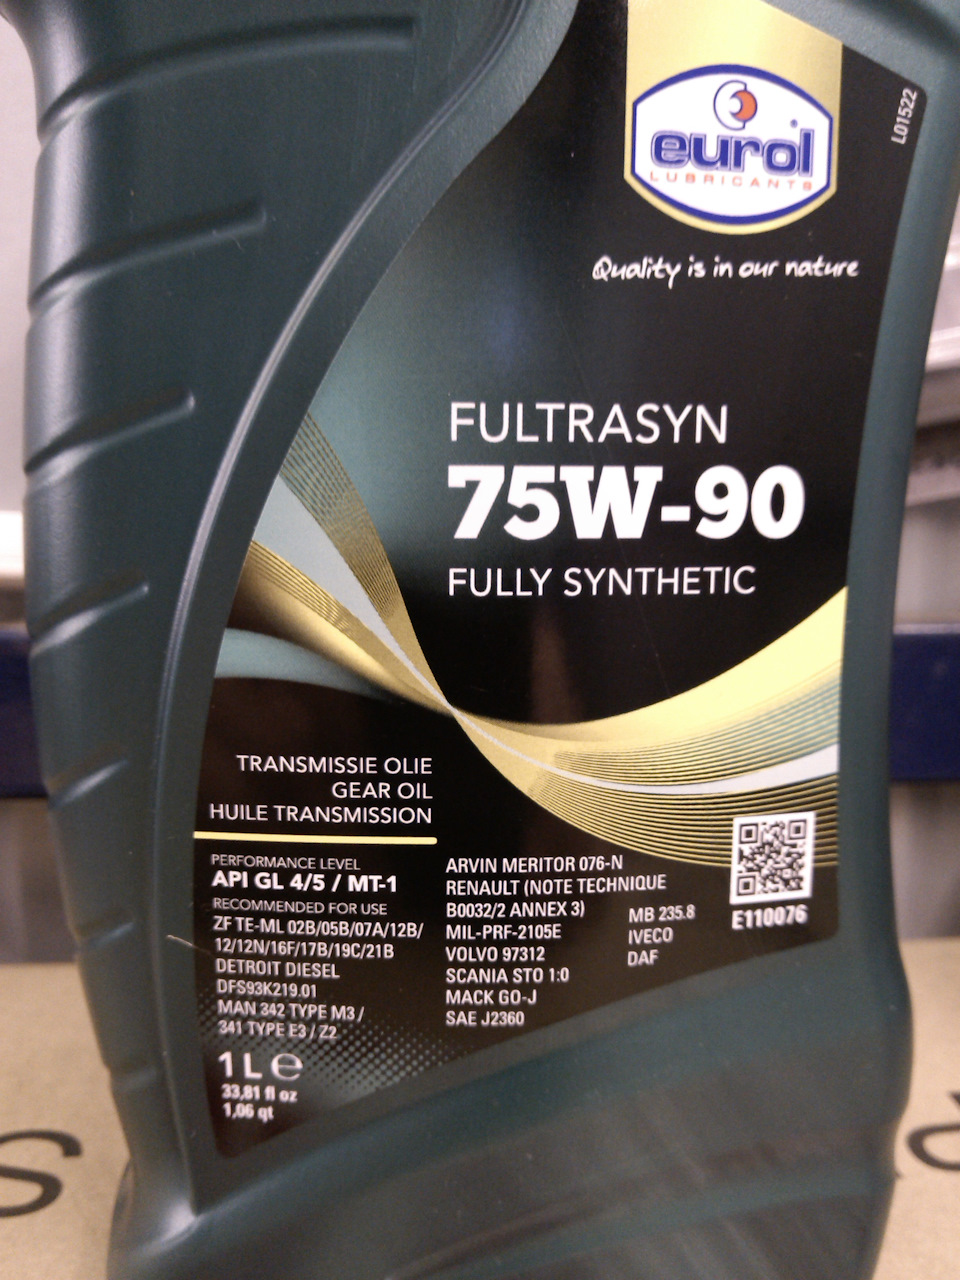 L01522
eurol
LUBRICANTS
Quality is in our nature
FULTRASYN
75W-90
FULLY SYNTHETIC
TRANSMISSIE OLIE
GEAR OIL
HUILE TRANSMISSION
PERFORMANCE LEVEL
API GL 4/5 / MT-1
RECOMMENDED FOR USE
ZF TE-ML 02B/05B/07A/12B/
12/12N/16F/17B/19C/21B
DETROIT DIESEL
DFS93K219.01
MAN 342 TYPE M3 /
341 TYPE E3 / Z2
1 L e
33,81 fl oz
1,06 qt
ARVIN MERITOR 076-N
RENAULT (NOTE TECHNIQUE
B0032/2 ANNEX 3)
MIL-PRF-2105E
VOLVO 97312
SCANIA STO 1:0
MACK GO-J
SAE J2360
MB 235.8
IVECO
DAF
E110076